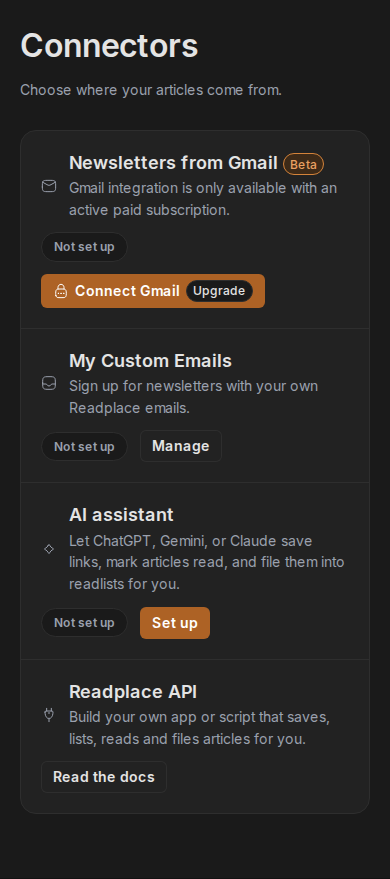 Connectors
Choose where your articles come from.
Newsletters from Gmail Beta
Gmail integration is only available with an
active paid subscription.
Not set up
Connect Gmail Upgrade
My Custom Emails
Sign up for newsletters with your own
Readplace emails.
Not set up Manage
AI assistant
Let ChatGPT, Gemini, or Claude save
links, mark articles read, and file them into
readlists for you.
Not set up Set up
Readplace API
Build your own app or script that saves,
lists, reads and files articles for you.
Read the docs